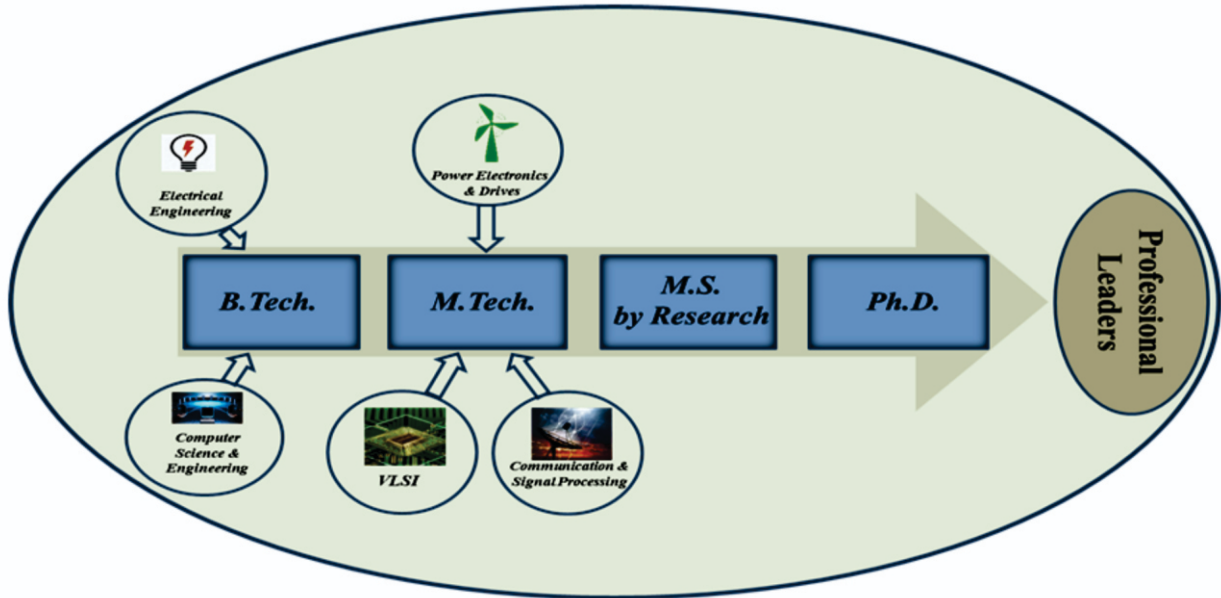 Electrical
Engineering
Power Electronics
& Drives
B.Tech.
M.Tech.
M.S.
by Research
Ph.D.
Professional
Leaders
Computer
Science &
Engineering
VLSI
Communication &
Signal Processing